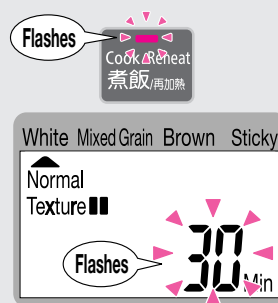 Flashes
Cook/Reheat
煮飯/再加熱
White Mixed Grain Brown Sticky
Normal
Texture
Flashes
30 Min